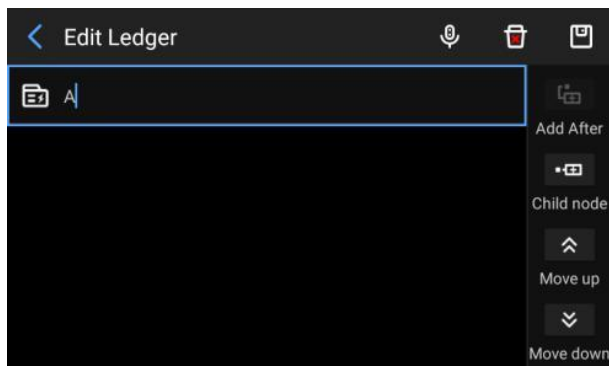 Edit Ledger
A
Add After
Child node
Move up
Move down